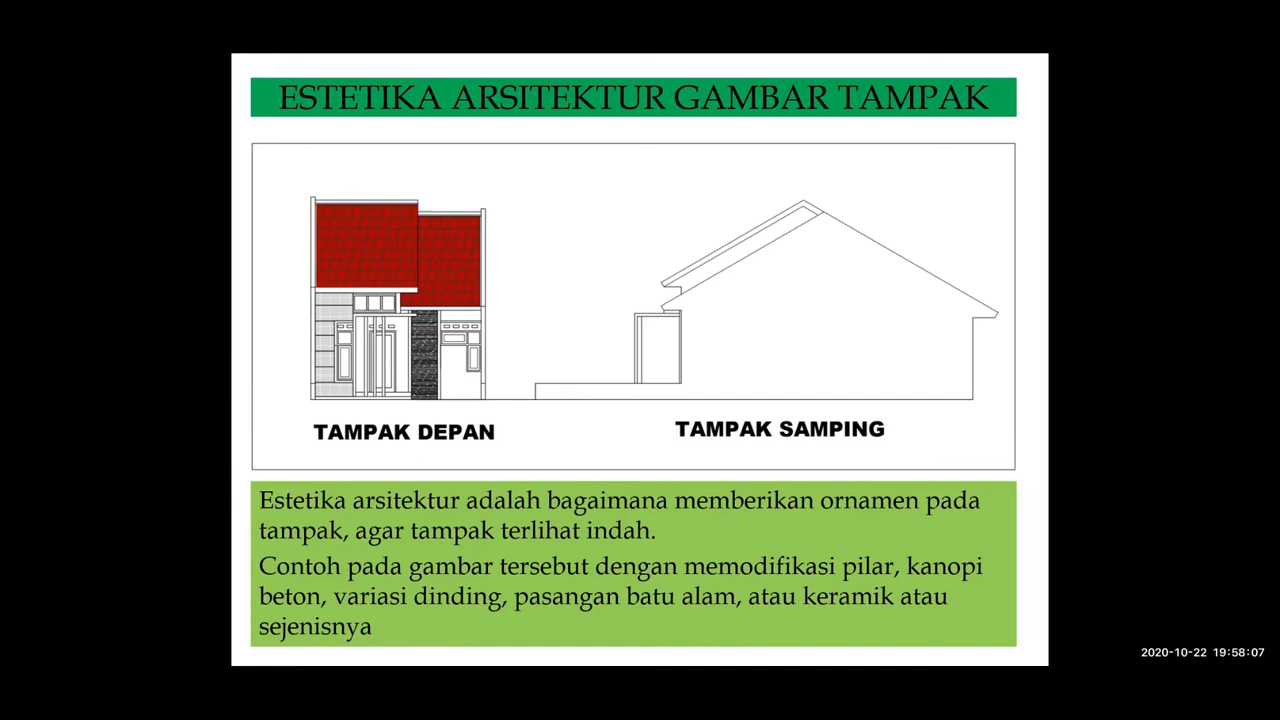 ESTETIKA ARSITEKTUR GAMBAR TAMPAK
TAMPAK DEPAN
TAMPAK SAMPING
Estetika arsitektur adalah bagaimana memberikan ornamen pada
tampak, agar tampak terlihat indah.
Contoh pada gambar tersebut dengan memodifikasi pilar, kanopi
beton, variasi dinding, pasangan batu alam, atau keramik atau
sejenisnya
2020-10-22 19:58:07